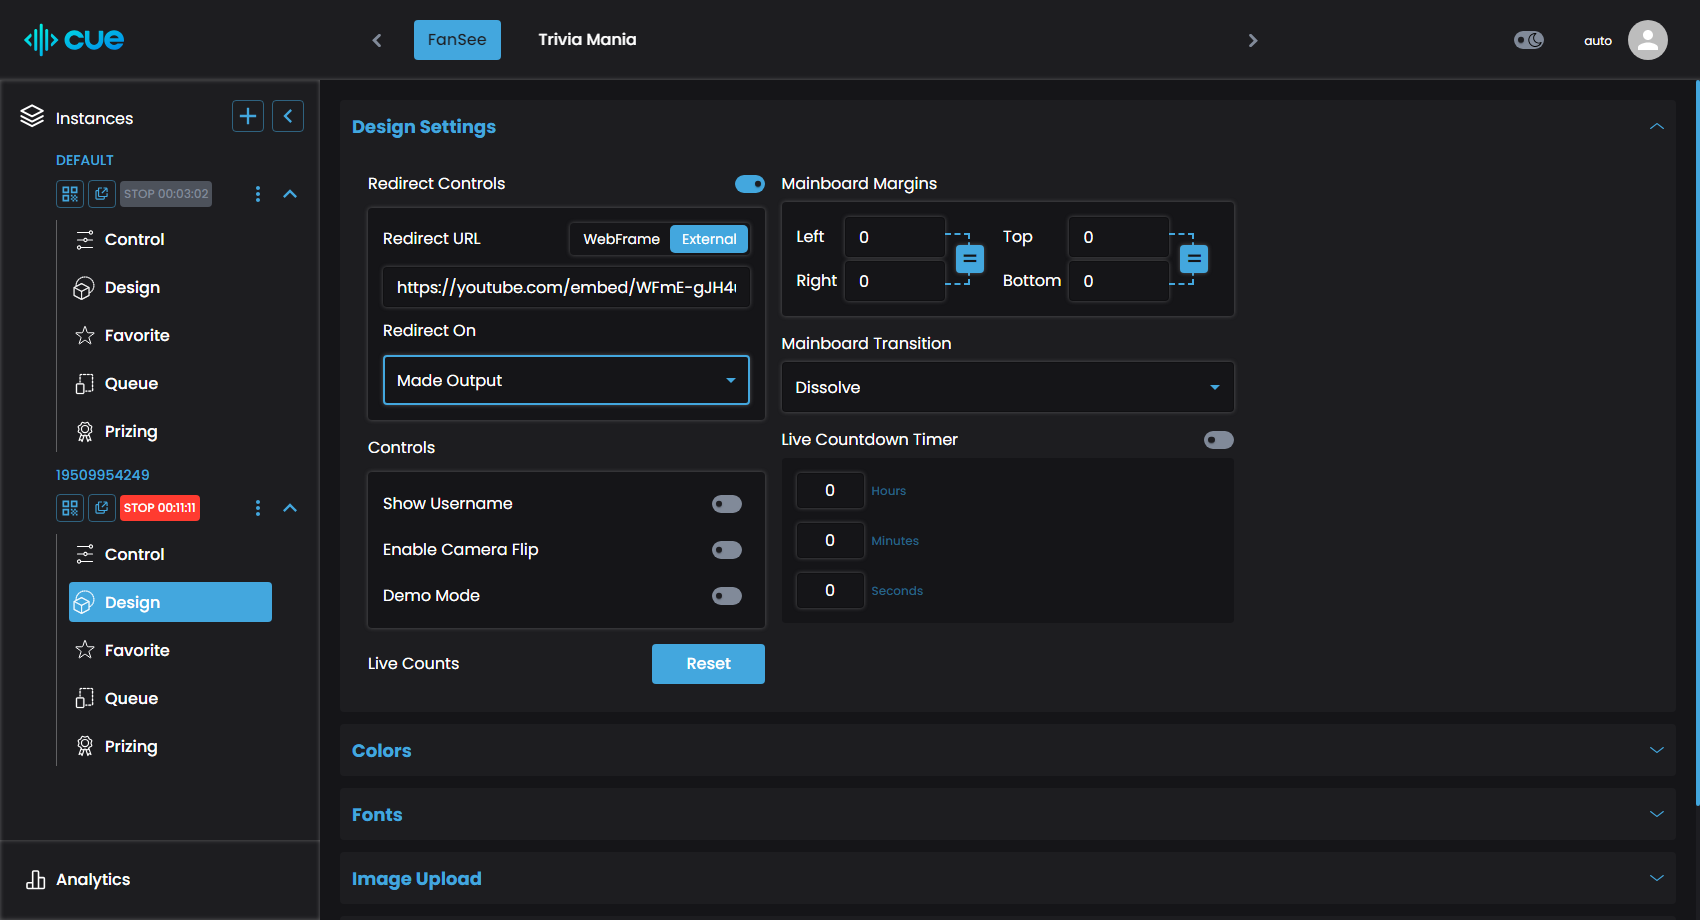 cue
FanSee
Trivia Mania
auto
Instances
DEFAULT
STOP 00:03:02
Control
Design
Favorite
Queue
Prizing
19509954249
STOP 00:11:11
Control
Design
Favorite
Queue
Prizing
Analytics
Design Settings
Redirect Controls
Redirect URL
WebFrame External
https://youtube.com/embed/WFmE-gJH4
Redirect On
Made Output
Controls
Show Username
Enable Camera Flip
Demo Mode
Live Counts
Reset
Mainboard Margins
Left 0 Top 0
= =
Right 0 Bottom 0
Mainboard Transition
Dissolve
Live Countdown Timer
0 Hours
0 Minutes
0 Seconds
Colors
Fonts
Image Upload